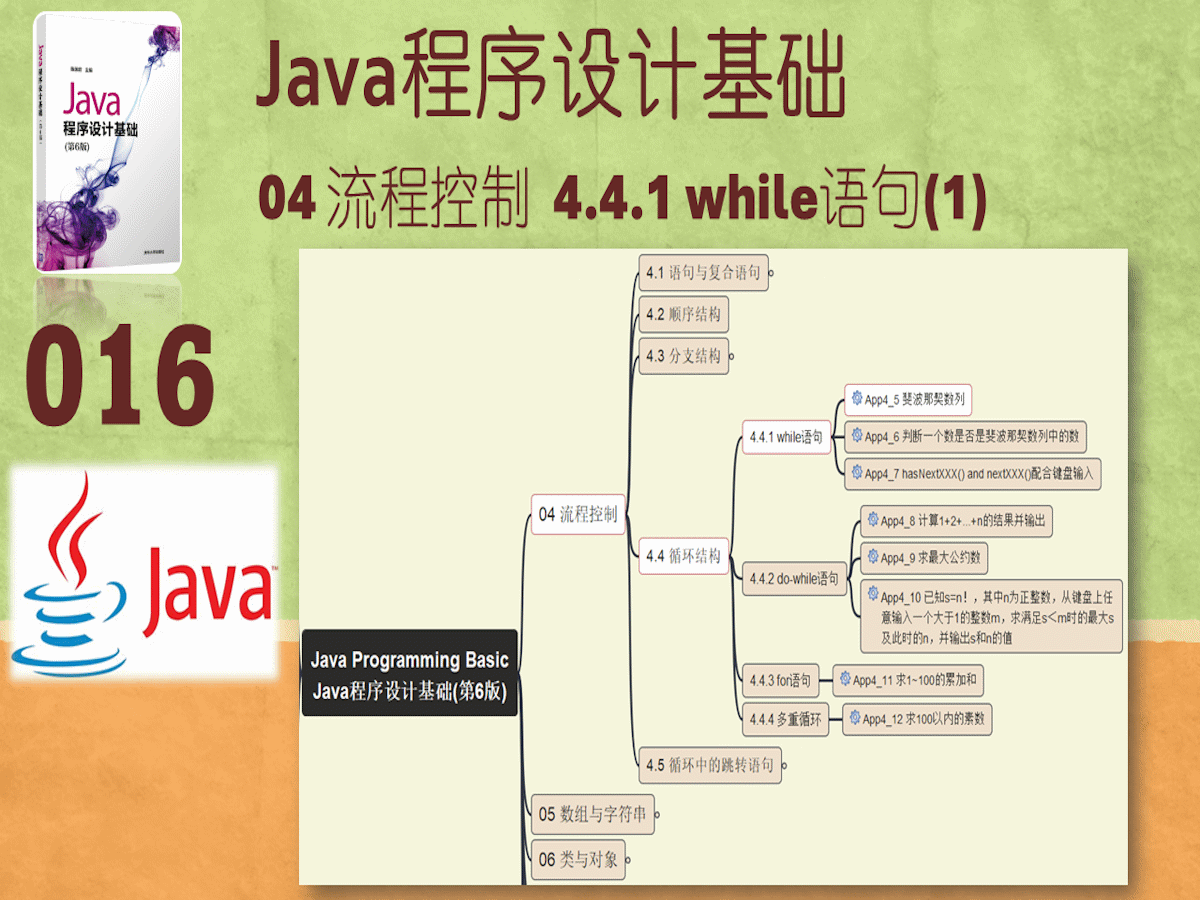 Java程序设计基础
04 流程控制 4.4.1 while语句(1)
Java
程序设计基础
(第6版)
016
Java™
4.1 语句与复合语句
4.2 顺序结构
4.3 分支结构
App4_5 斐波那契数列
4.4.1 while语句
App4_6 判断一个数是否是斐波那契数列中的数
App4_7 hasNextXXX() and nextXXX()配合键盘输入
04 流程控制
4.4 循环结构
App4_8 计算1+2+...+n的结果并输出
App4_9 求最大公约数
4.4.2 do-while语句
App4_10 已知s=n!，其中n为正整数，从键盘上任
意输入一个大于1的整数m，求满足s＜m时的最大s
及此时的n，并输出s和n的值
Java Programming Basic
Java程序设计基础(第6版)
4.4.3 for语句
App4_11 求1~100的累加和
4.4.4 多重循环
App4_12 求100以内的素数
4.5 循环中的跳转语句
05 数组与字符串
06 类与对象